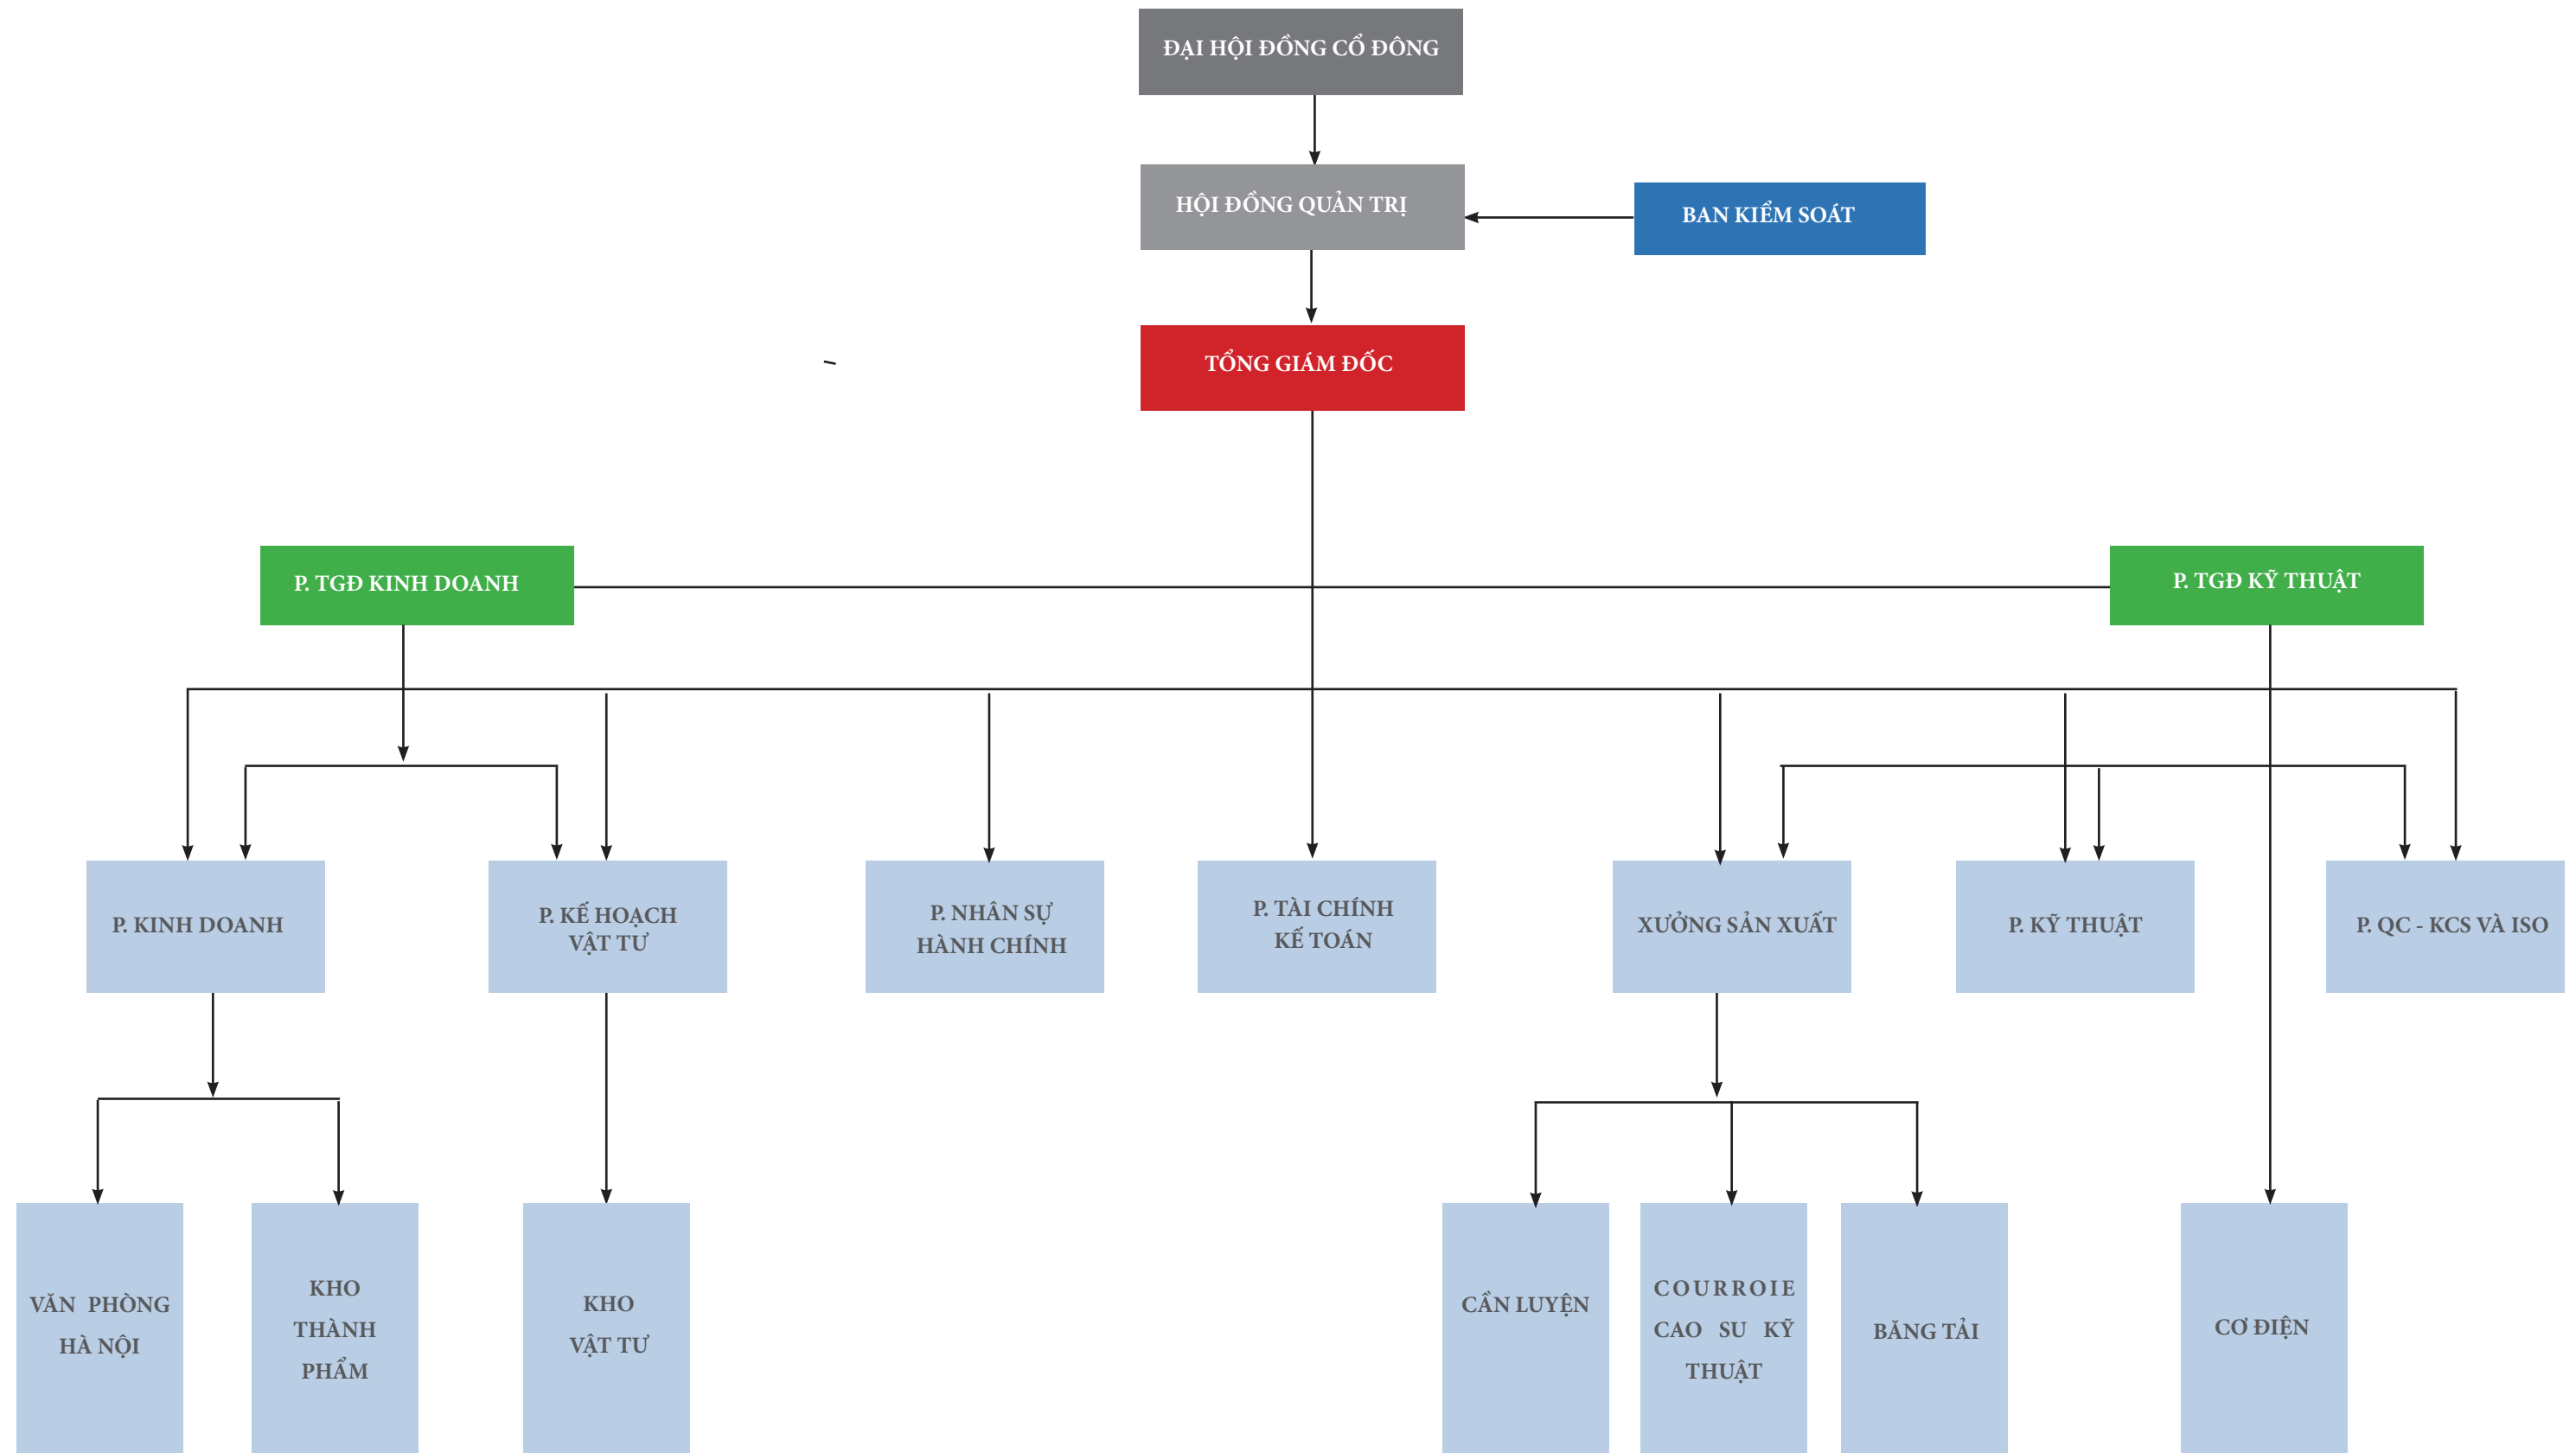 ĐẠI HỘI ĐỒNG CỔ ĐÔNG
HỘI ĐỒNG QUẢN TRỊ
BAN KIỂM SOÁT
TỔNG GIÁM ĐỐC
P. TGĐ KINH DOANH
P. TGĐ KỸ THUẬT
P. KINH DOANH
P. KẾ HOẠCH
VẬT TƯ
P. NHÂN SỰ
HÀNH CHÍNH
P. TÀI CHÍNH
KẾ TOÁN
XƯỞNG SẢN XUẤT
P. KỸ THUẬT
P. QC - KCS VÀ ISO
VĂN PHÒNG
HÀ NỘI
KHO
THÀNH
PHẨM
KHO
VẬT TƯ
CẦN LUYỆN
COURROIE
CAO SU KỸ
THUẬT
BĂNG TẢI
CƠ ĐIỆN